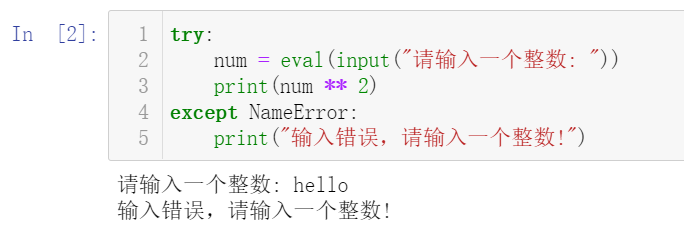 In [2]:
1 try:
2     num = eval(input("请输入一个整数: "))
3     print(num ** 2)
4 except NameError:
5     print("输入错误，请输入一个整数!")
请输入一个整数: hello
输入错误，请输入一个整数!